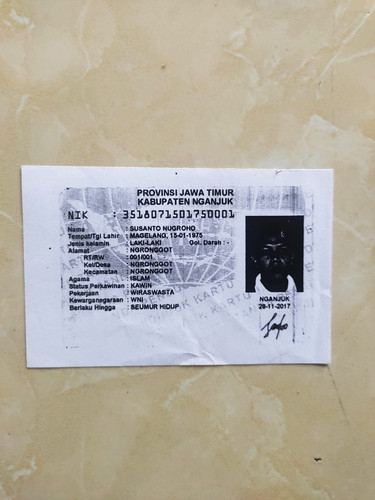 PROVINSI JAWA TIMUR
KABUPATEN NGANJUK
NIK : 3518071501750001
Nama : SUSANTO NUGROHO
Tempat/Tgl Lahir : MAGELANG, 15-01-1975
Jenis kelamin : LAKI-LAKI Gol. Darah : -
Alamat : NGRONGGOT
RT/RW : 001/001
Kel/Desa : NGRONGGOT
Kecamatan : NGRONGGOT
Agama : ISLAM
Status Perkawinan : KAWIN
Pekerjaan : WIRASWASTA
Kewarganegaraan : WNI
Berlaku Hingga : SEUMUR HIDUP
NGANJUK
28-11-2017